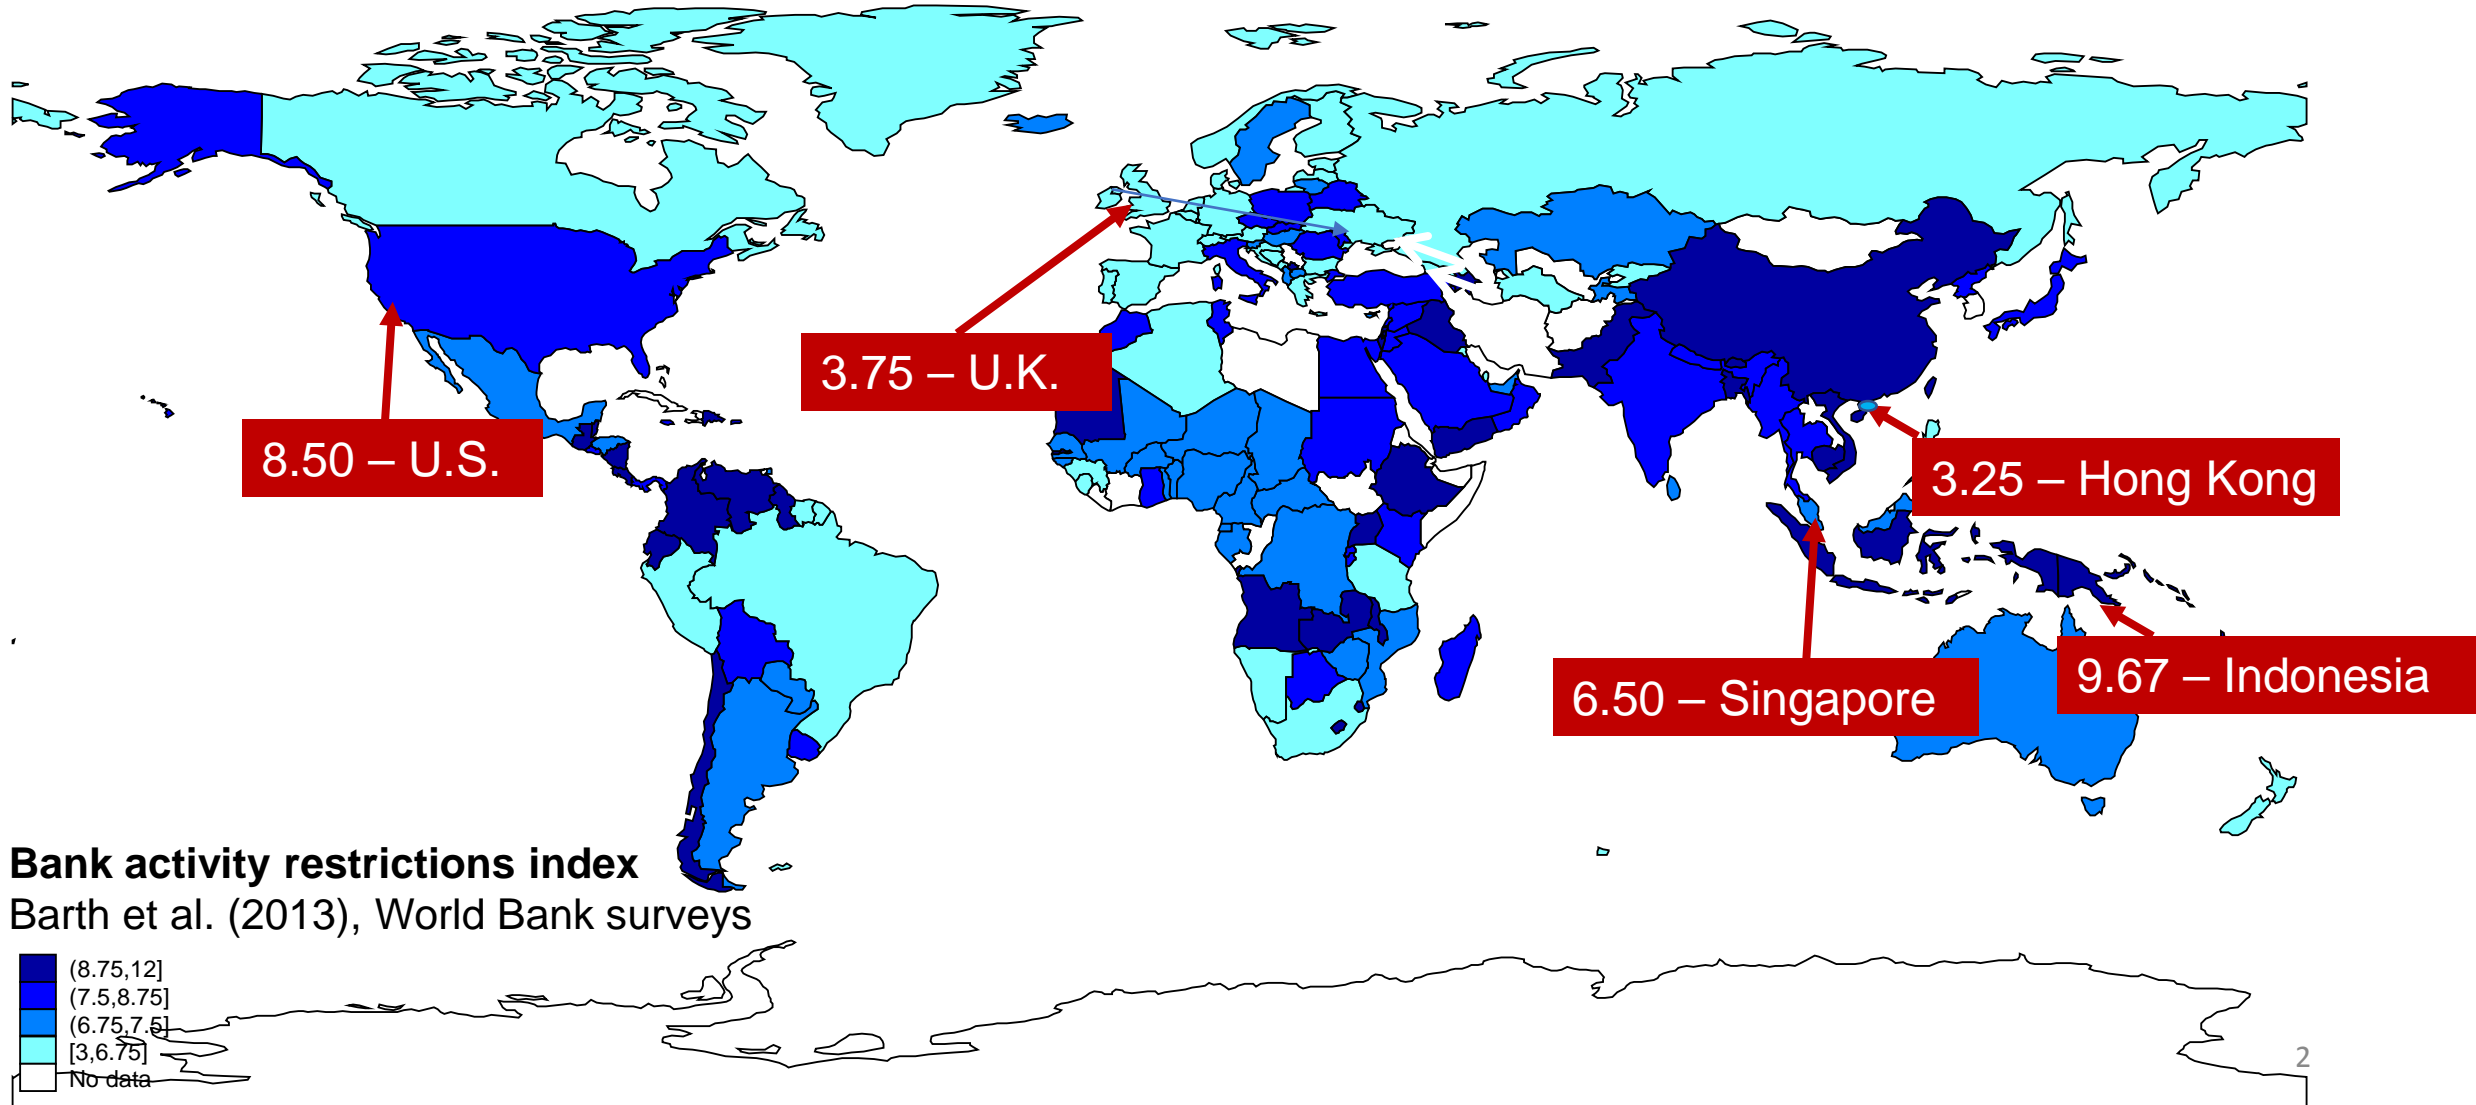 3.75 – U.K.
8.50 – U.S.
3.25 – Hong Kong
6.50 – Singapore
9.67 – Indonesia
Bank activity restrictions index
Barth et al. (2013), World Bank surveys
(8.75,12]
(7.5,8.75]
(6.75,7.5]
[3,6.75]
No data
2